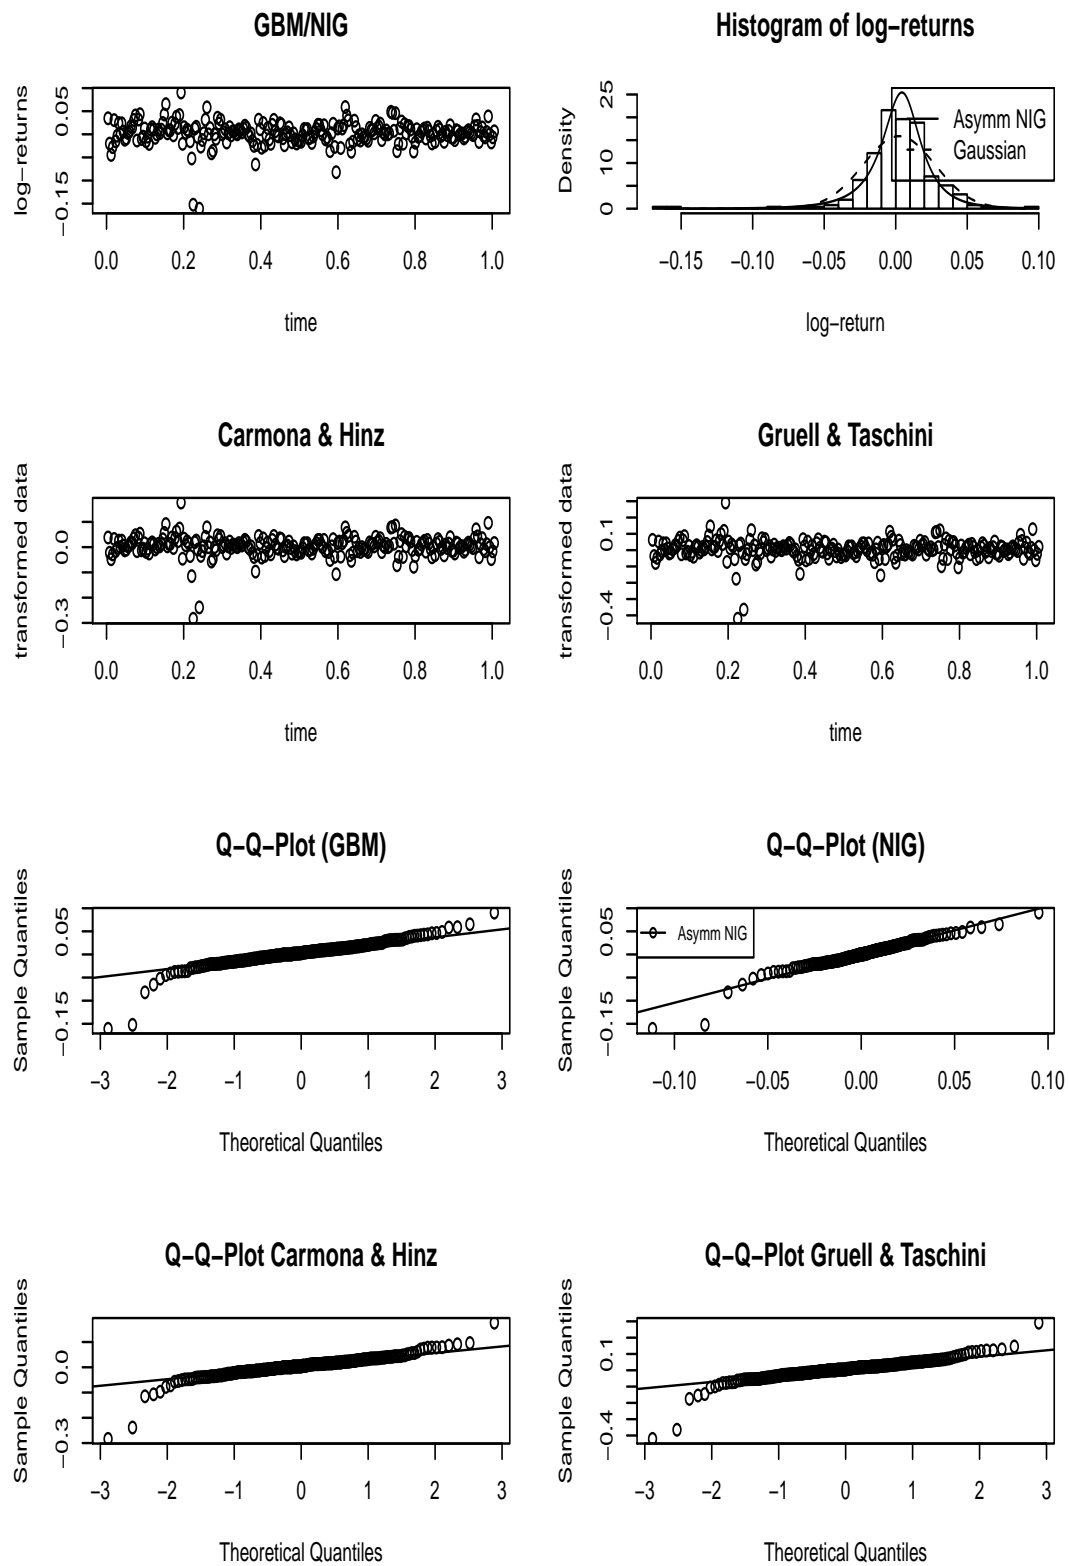 GBM/NIG
log−returns
−0.15
0.05
0.0 0.2 0.4 0.6 0.8 1.0
time
Histogram of log−returns
Density
0 10 25
Asymm NIG
Gaussian
−0.15 −0.10 −0.05 0.00 0.05 0.10
log−return
Carmona & Hinz
transformed data
−0.3 0.0
0.0 0.2 0.4 0.6 0.8 1.0
time
Gruell & Taschini
transformed data
−0.4 0.1
0.0 0.2 0.4 0.6 0.8 1.0
time
Q−Q−Plot (GBM)
Sample Quantiles
−0.15 0.05
−3 −2 −1 0 1 2 3
Theoretical Quantiles
Q−Q−Plot (NIG)
Sample Quantiles
−0.15 0.05
Asymm NIG
−0.10 −0.05 0.00 0.05 0.10
Theoretical Quantiles
Q−Q−Plot Carmona & Hinz
Sample Quantiles
−0.3 0.0
−3 −2 −1 0 1 2 3
Theoretical Quantiles
Q−Q−Plot Gruell & Taschini
Sample Quantiles
−0.4 0.1
−3 −2 −1 0 1 2 3
Theoretical Quantiles